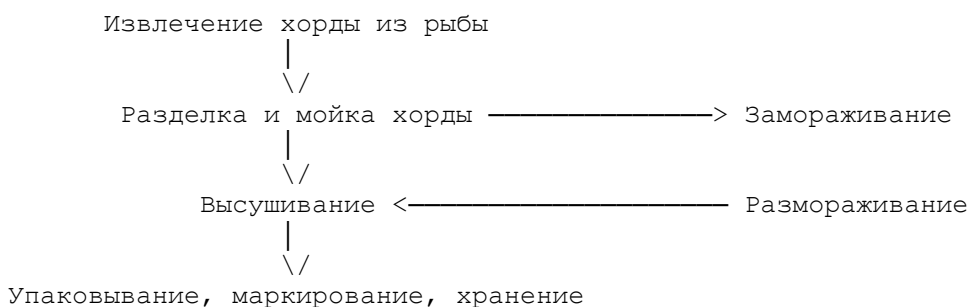 Извлечение хорды из рыбы
Разделка и мойка хорды ──────────────> Замораживание
Высушивание <──────────────────── Размораживание
Упаковывание, маркирование, хранение